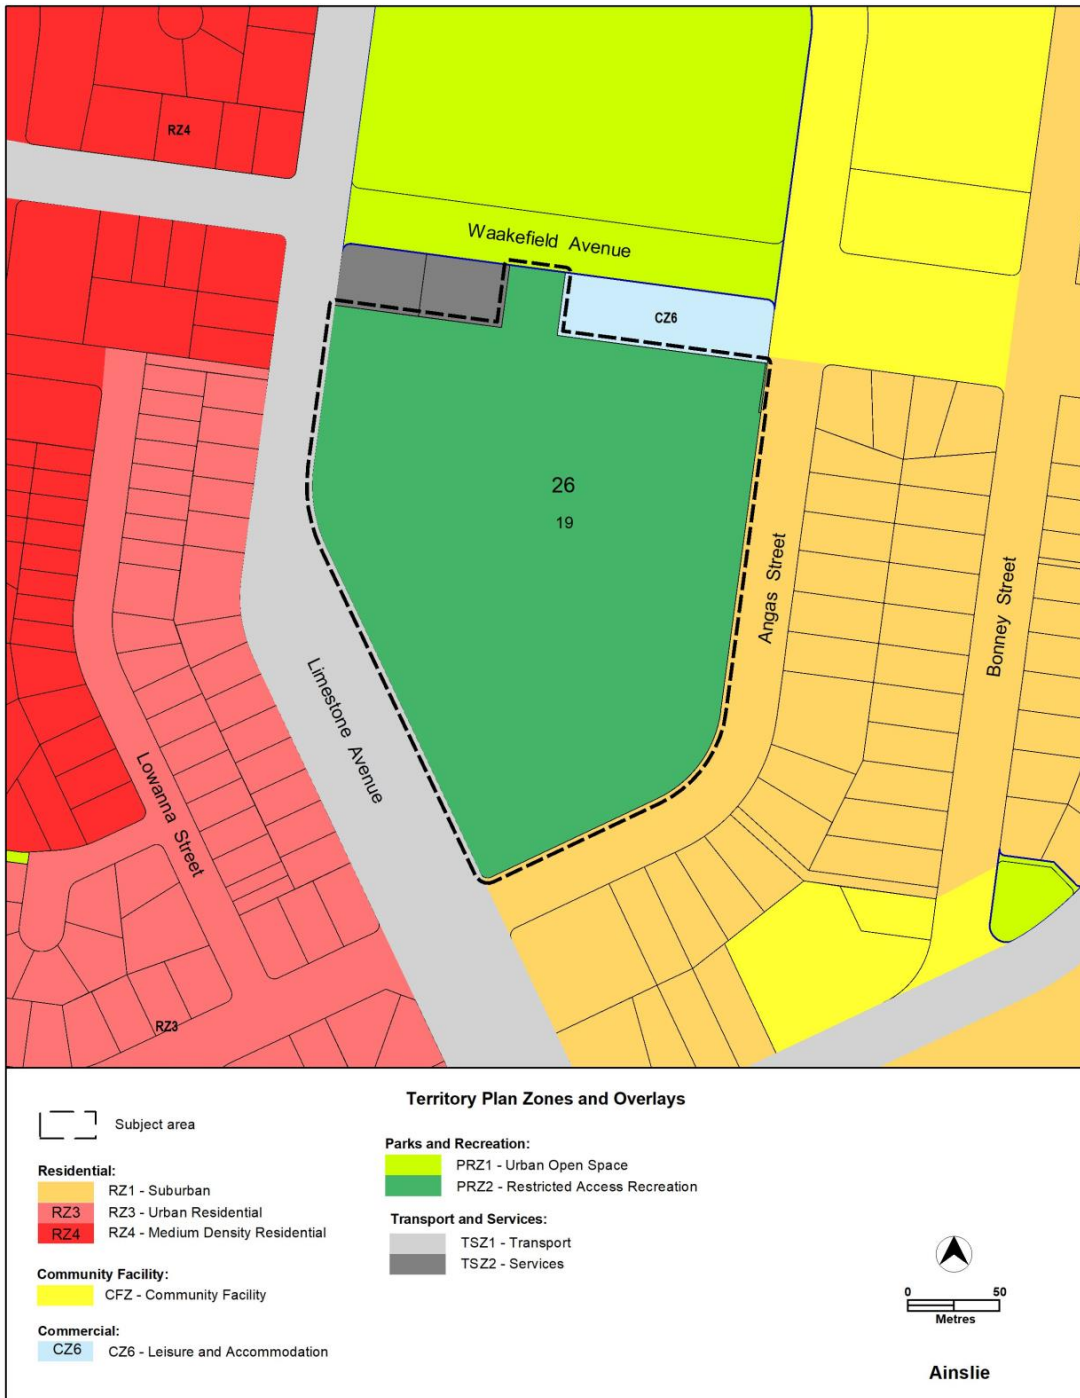 RZ4
Waakefield Avenue
CZ6
26
19
Angas Street
Bonney Street
Limestone Avenue
Lowanna Street
RZ3
Territory Plan Zones and Overlays
Subject area
Residential:
RZ1 - Suburban
RZ3 RZ3 - Urban Residential
RZ4 RZ4 - Medium Density Residential
Community Facility:
CFZ - Community Facility
Commercial:
CZ6 CZ6 - Leisure and Accommodation
Parks and Recreation:
PRZ1 - Urban Open Space
PRZ2 - Restricted Access Recreation
Transport and Services:
TSZ1 - Transport
TSZ2 - Services
0 50
Metres
Ainslie